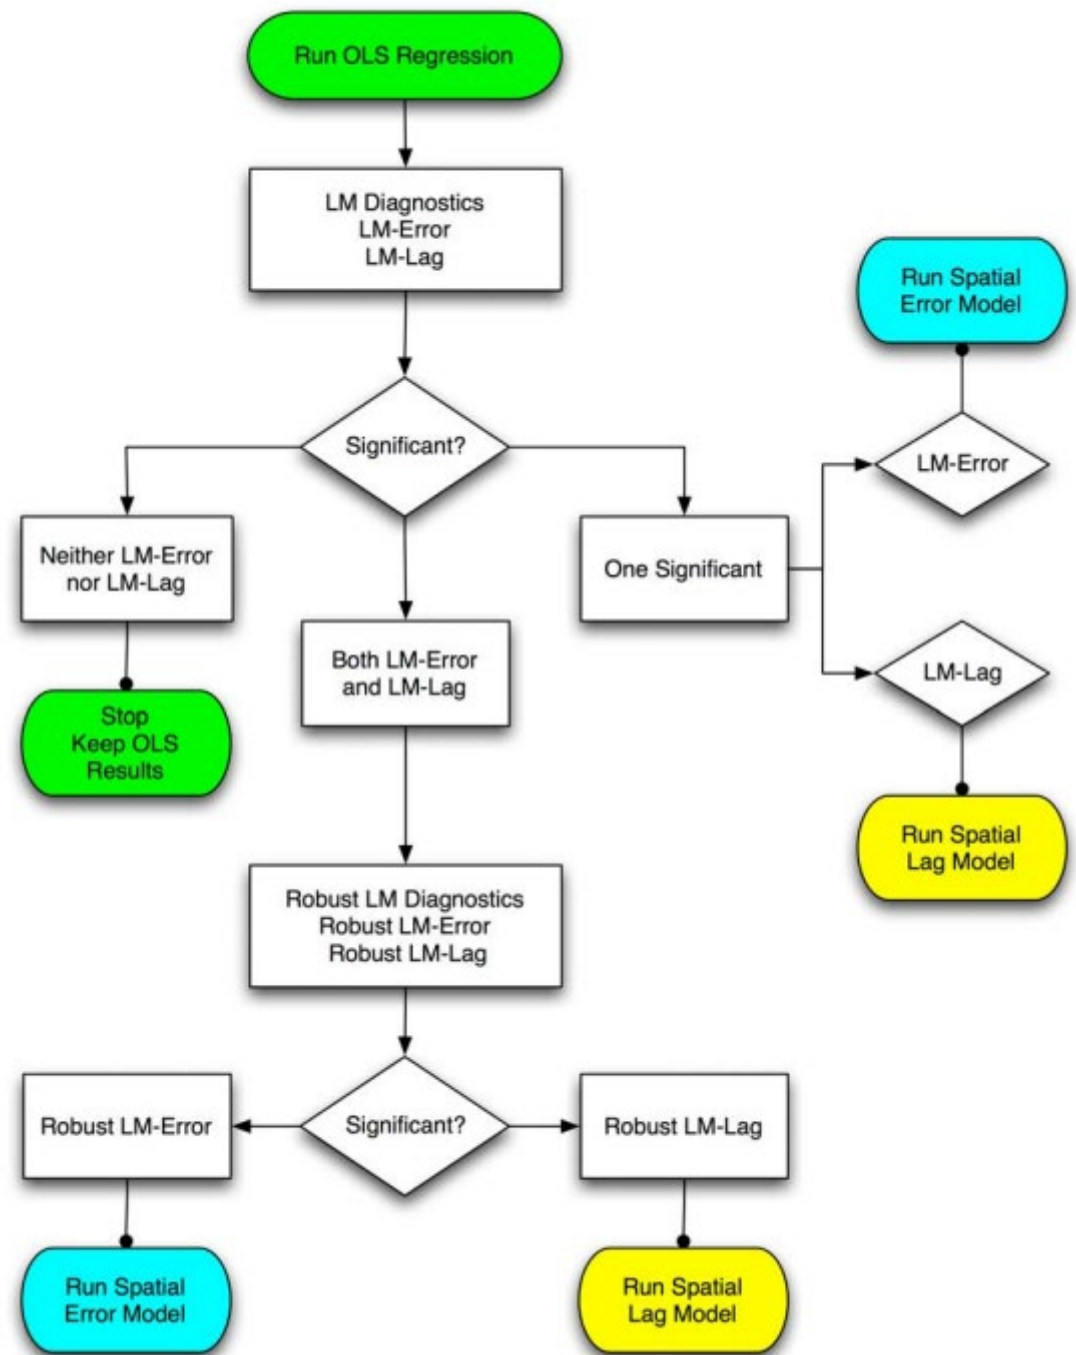 Run OLS Regression
LM Diagnostics
LM-Error
LM-Lag
Run Spatial
Error Model
Significant?
LM-Error
Neither LM-Error
nor LM-Lag
One Significant
Both LM-Error
and LM-Lag
LM-Lag
Stop
Keep OLS
Results
Run Spatial
Lag Model
Robust LM Diagnostics
Robust LM-Error
Robust LM-Lag
Robust LM-Error
Significant?
Robust LM-Lag
Run Spatial
Error Model
Run Spatial
Lag Model